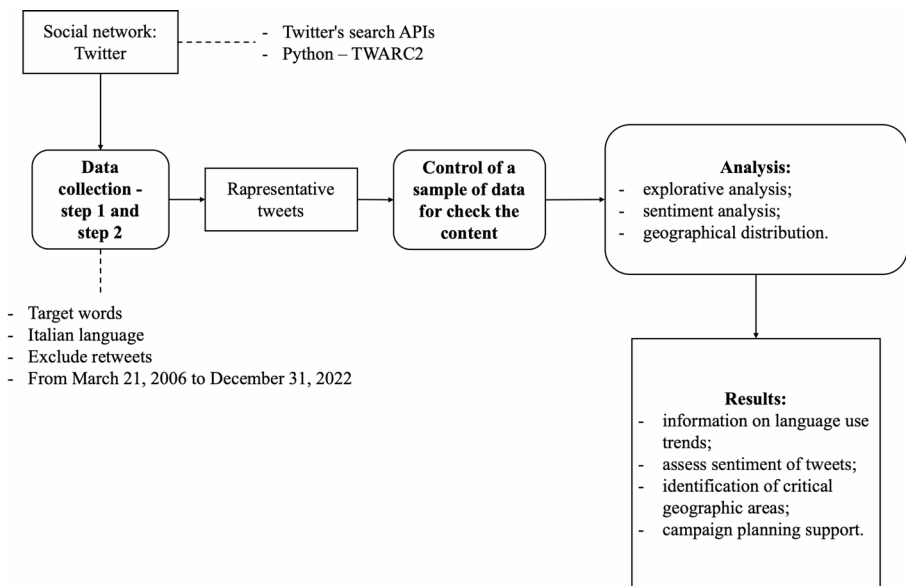 Social network:
Twitter
- Twitter's search APIs
- Python – TWARC2
Data
collection -
step 1 and
step 2
Rapresentative
tweets
Control of a
sample of data
for check the
content
Analysis:
- explorative analysis;
- sentiment analysis;
- geographical distribution.
- Target words
- Italian language
- Exclude retweets
- From March 21, 2006 to December 31, 2022
Results:
- information on language use
trends;
- assess sentiment of tweets;
- identification of critical
geographic areas;
- campaign planning support.